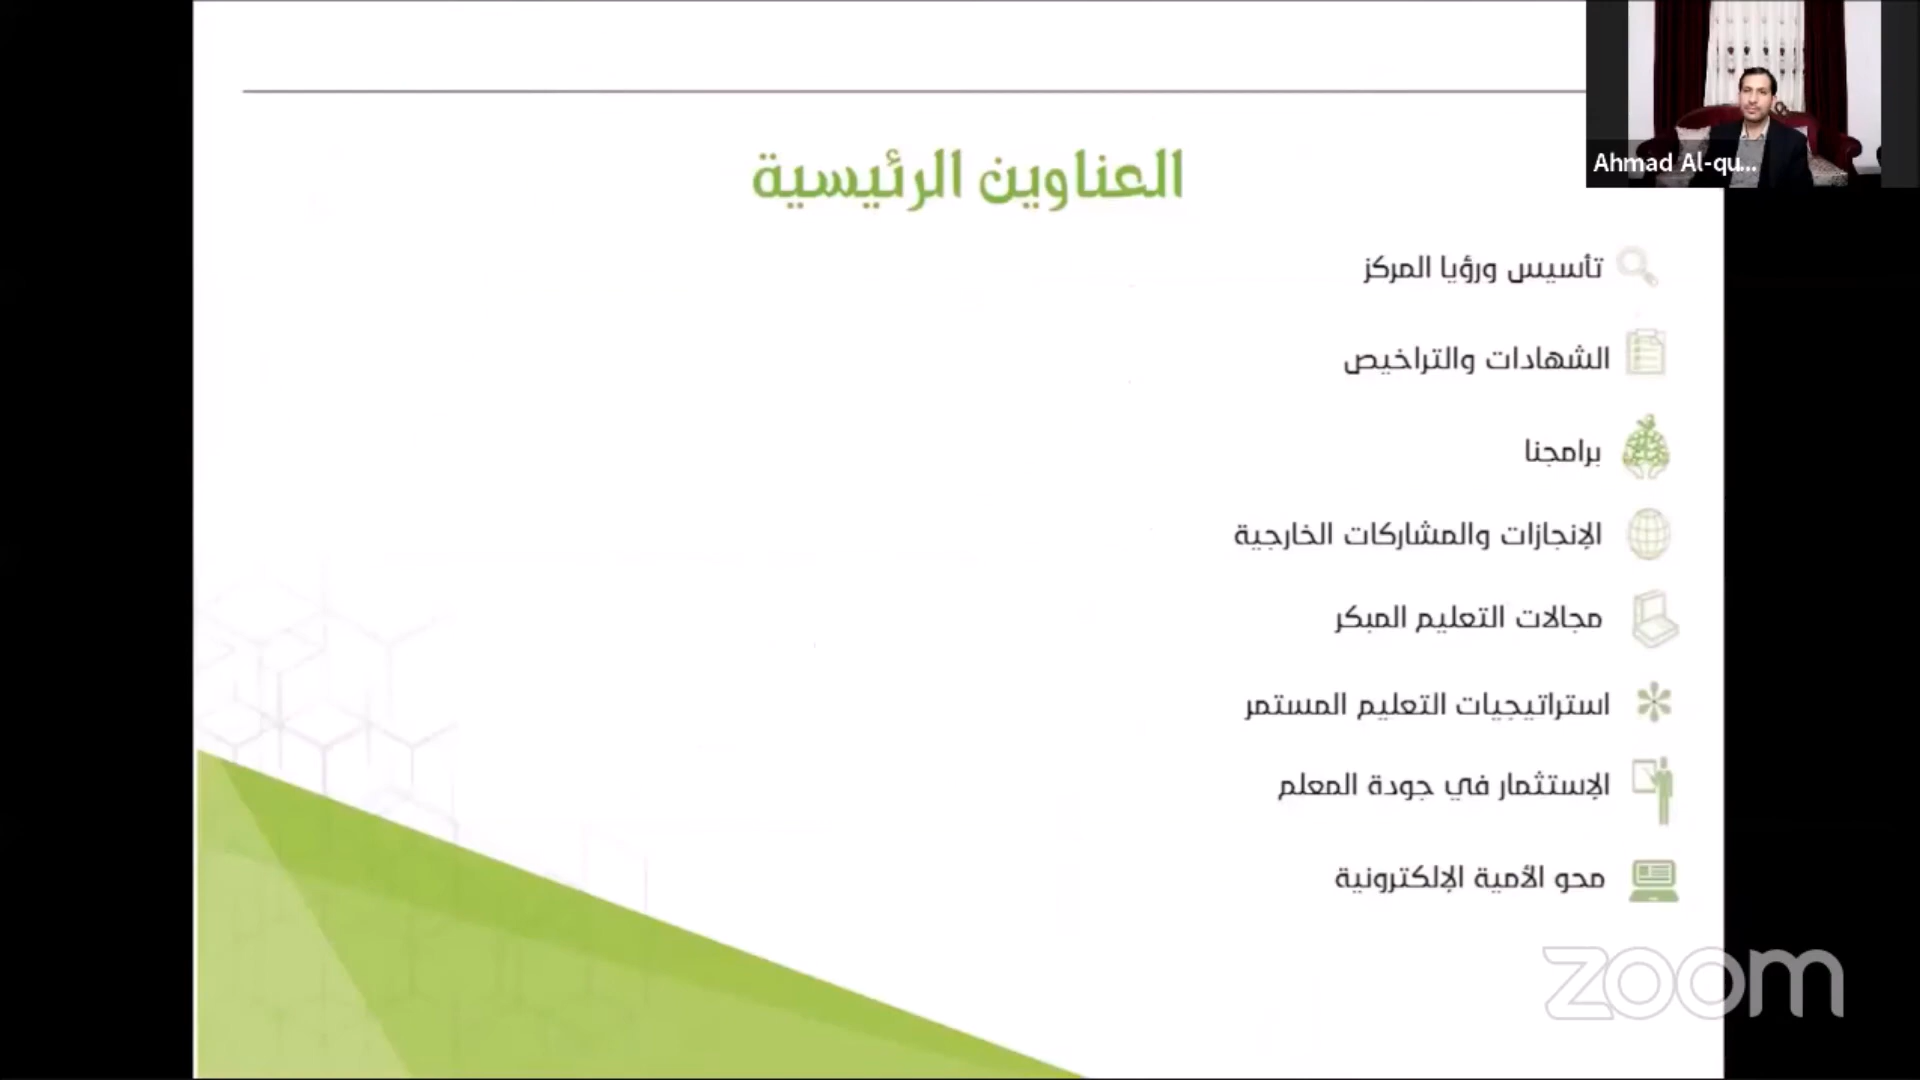 العناوين الرئيسية
Ahmad Al-qu...
تأسيس ورؤيا المركز
الشهادات والتراخيص
برامجنا
الإنجازات والمشاركات الخارجية
مجالات التعليم المبكر
استراتيجيات التعليم المستمر
الإستثمار في جودة المعلم
محو الأمية الإلكترونية
zoom